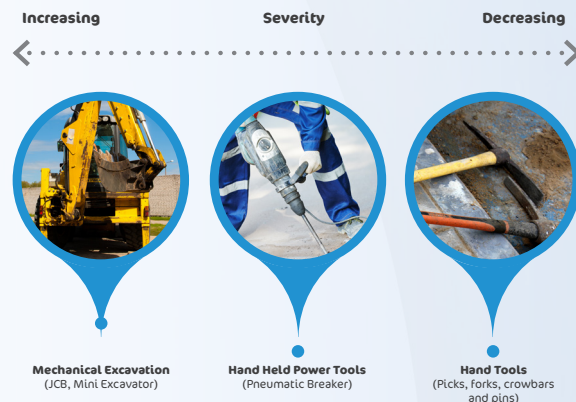 Increasing
Severity
Decreasing
Mechanical Excavation
(JCB, Mini Excavator)
Hand Held Power Tools
(Pneumatic Breaker)
Hand Tools
(Picks, forks, crowbars
and pins)